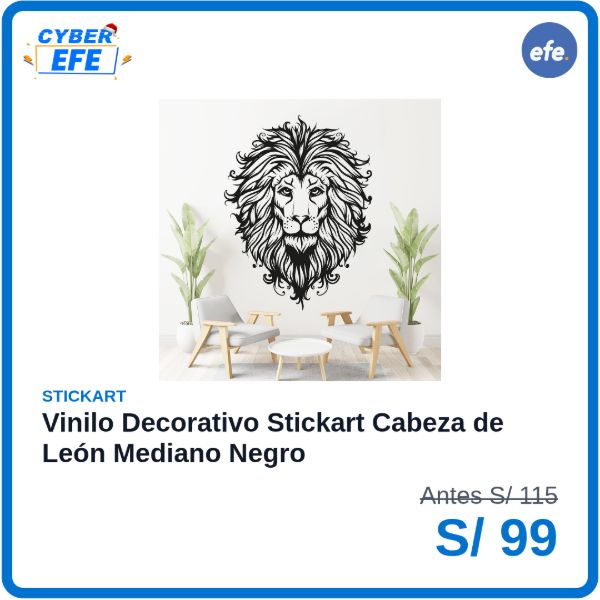 CYBER
EFE
efe.
STICKART
Vinilo Decorativo Stickart Cabeza de
León Mediano Negro
Antes S/ 115
S/ 99